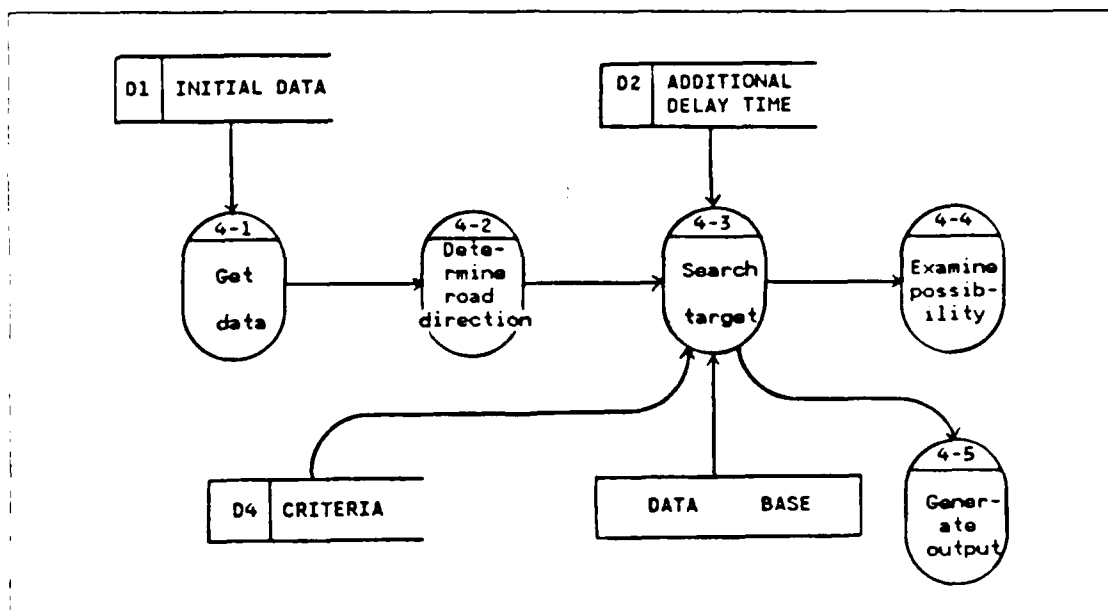 D1 INITIAL DATA
D2 ADDITIONAL
DELAY TIME
4-1
Get
data
4-2
Dete-
rmine
road
direction
4-3
Search
target
4-4
Examine
possib-
ility
D4 CRITERIA
DATA BASE
4-5
Gener-
ate
output